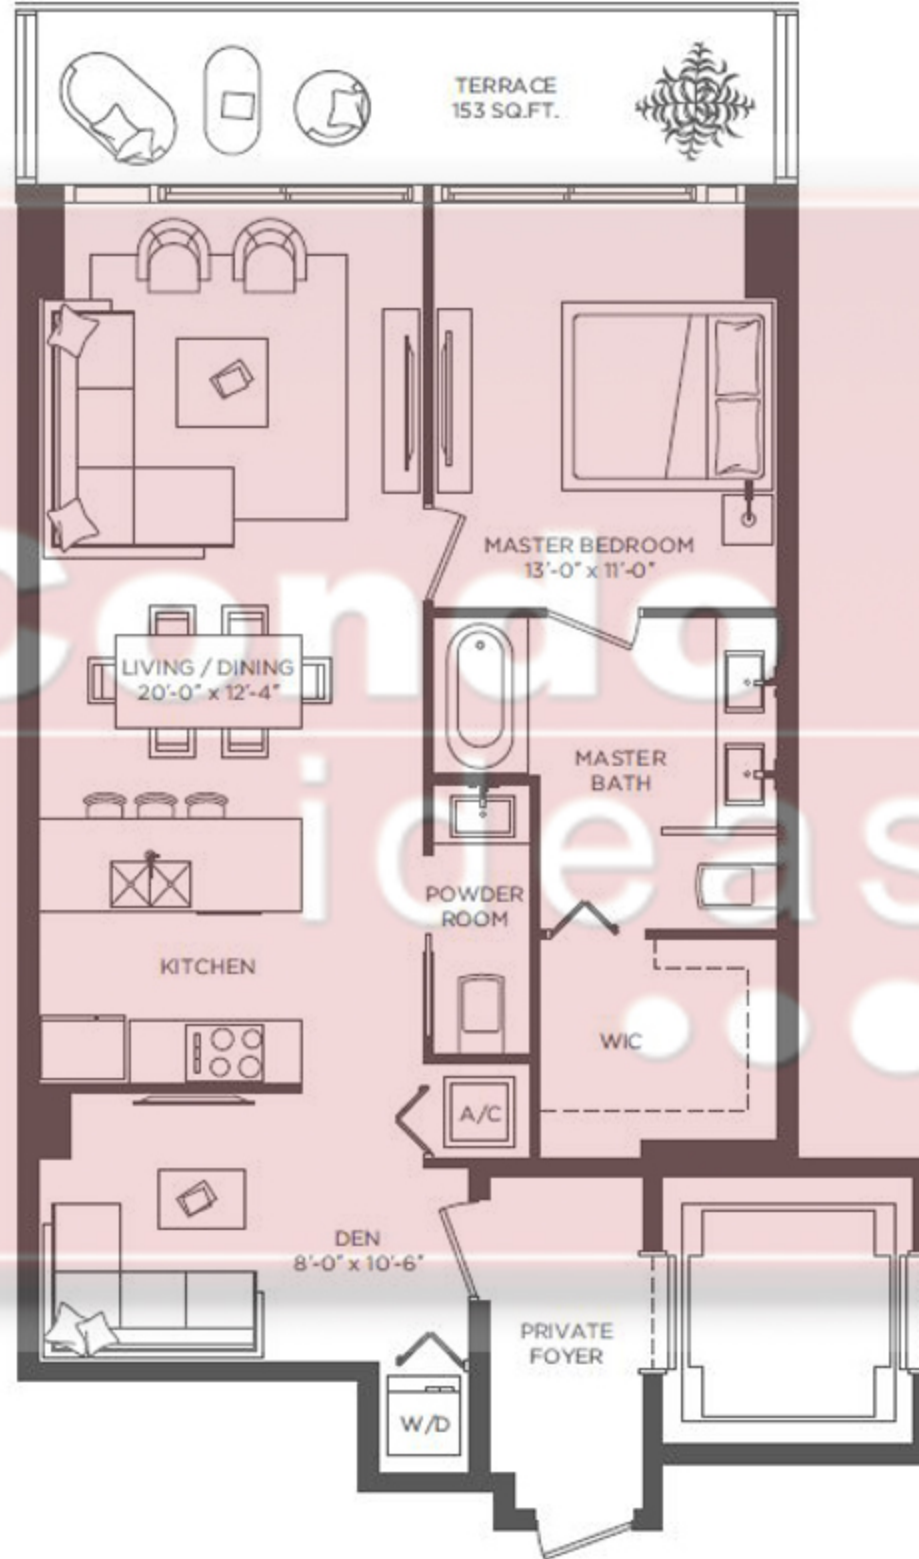 TERRACE
153 SQ.FT.
MASTER BEDROOM
13'-0" x 11'-0"
LIVING / DINING
20'-0" x 12'-4"
MASTER
BATH
Condo
ideas
POWDER
ROOM
KITCHEN
WIC
A/C
DEN
8'-0" x 10'-6"
PRIVATE
FOYER
W/D